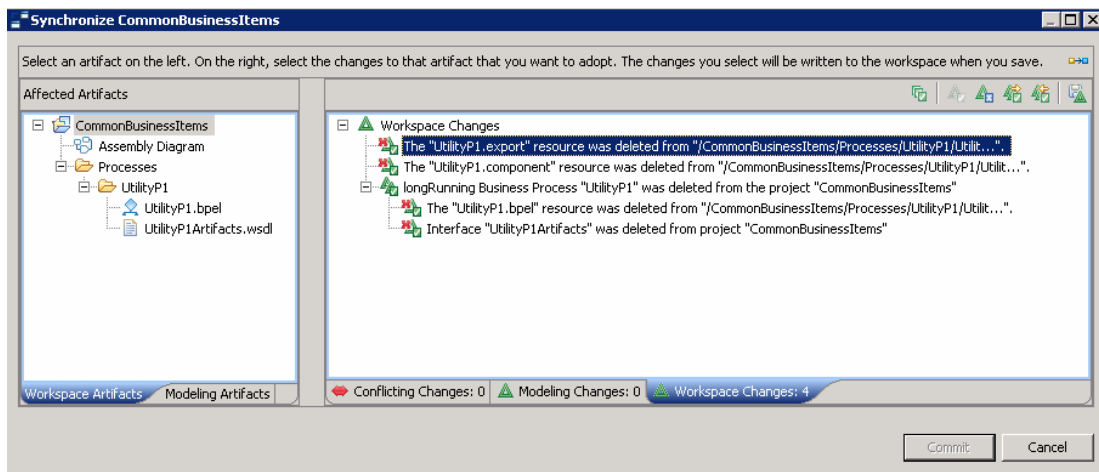 Synchronize CommonBusinessItems
Select an artifact on the left. On the right, select the changes to that artifact that you want to adopt. The changes you select will be written to the workspace when you save.
Affected Artifacts
CommonBusinessItems
Assembly Diagram
Processes
UtilityP1
UtilityP1.bpel
UtilityP1Artifacts.wsdl
Workspace Artifacts
Modeling Artifacts
Workspace Changes
The "UtilityP1.export" resource was deleted from "/CommonBusinessItems/Processes/UtilityP1/Utilit...".
The "UtilityP1.component" resource was deleted from "/CommonBusinessItems/Processes/UtilityP1/Utilit...".
longRunning Business Process "UtilityP1" was deleted from the project "CommonBusinessItems"
The "UtilityP1.bpel" resource was deleted from "/CommonBusinessItems/Processes/UtilityP1/Utilit...".
Interface "UtilityP1Artifacts" was deleted from project "CommonBusinessItems"
Conflicting Changes: 0
Modeling Changes: 0
Workspace Changes: 4
Commit
Cancel